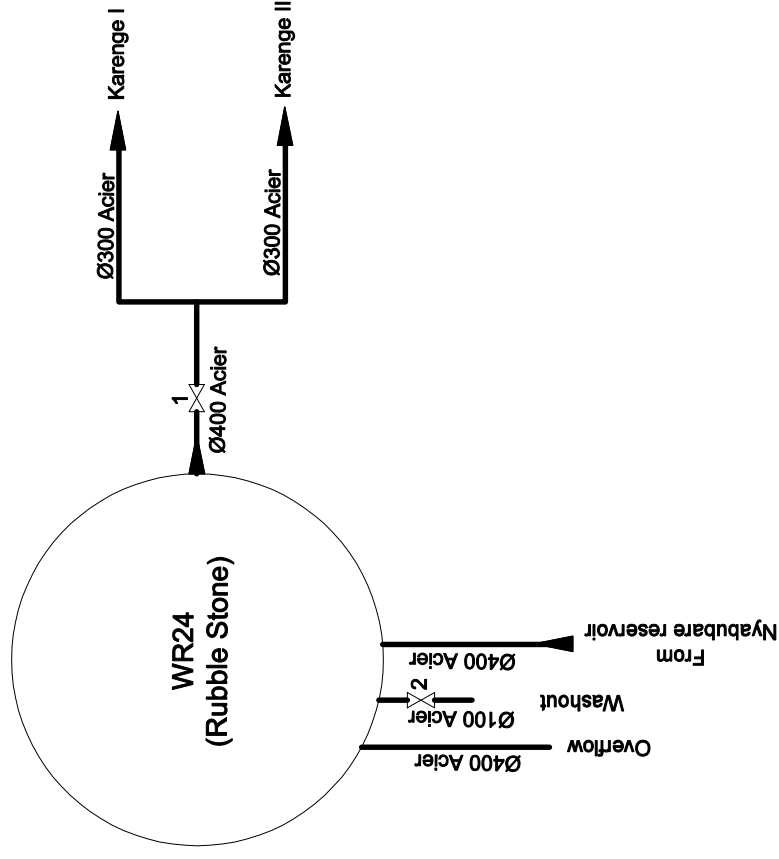 Karenge I
Karenge II
Ø300 Acier
Ø300 Acier
1
Ø400 Acier
WR24
(Rubble Stone)
Ø400 Acier
From
Nyabubare reservoir
2
Ø100 Acier
Washout
Ø400 Acier
Overflow